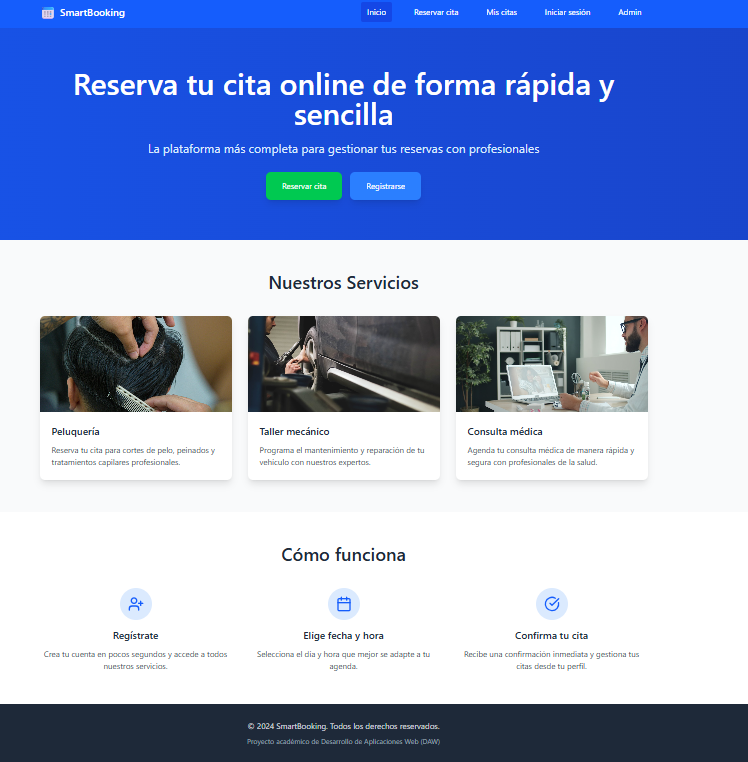 SmartBooking
Inicio
Reservar cita
Mis citas
Iniciar sesión
Admin
Reserva tu cita online de forma rápida y
sencilla
La plataforma más completa para gestionar tus reservas con profesionales
Reservar cita
Registrarse
Nuestros Servicios
Peluquería
Reserva tu cita para cortes de pelo, peinados y
tratamientos capilares profesionales.
Taller mecánico
Programa el mantenimiento y reparación de tu
vehículo con nuestros expertos.
Consulta médica
Agenda tu consulta médica de manera rápida y
segura con profesionales de la salud.
Cómo funciona
Regístrate
Crea tu cuenta en pocos segundos y accede a todos
nuestros servicios.
Elige fecha y hora
Selecciona el día y hora que mejor se adapte a tu
agenda.
Confirma tu cita
Recibe una confirmación inmediata y gestiona tus
citas desde tu perfil.
© 2024 SmartBooking. Todos los derechos reservados.
Proyecto académico de Desarrollo de Aplicaciones Web (DAW)